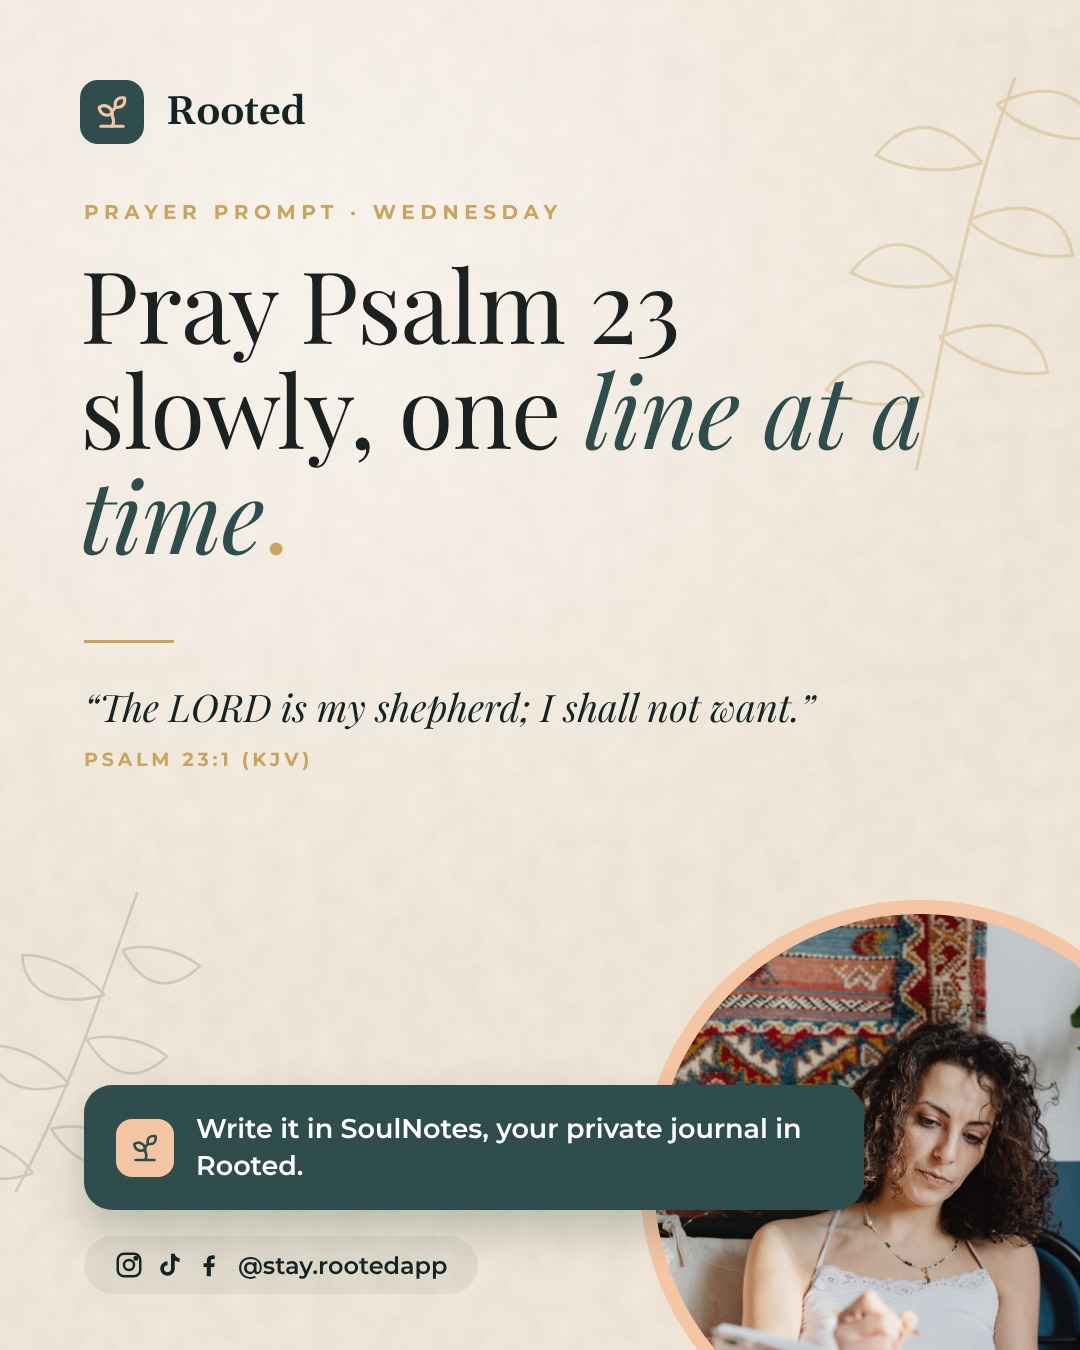 Rooted
PRAYER PROMPT · WEDNESDAY
Pray Psalm 23
slowly, one line at a
time.
“The LORD is my shepherd; I shall not want.”
PSALM 23:1 (KJV)
Write it in SoulNotes, your private journal in
Rooted.
@stay.rootedapp